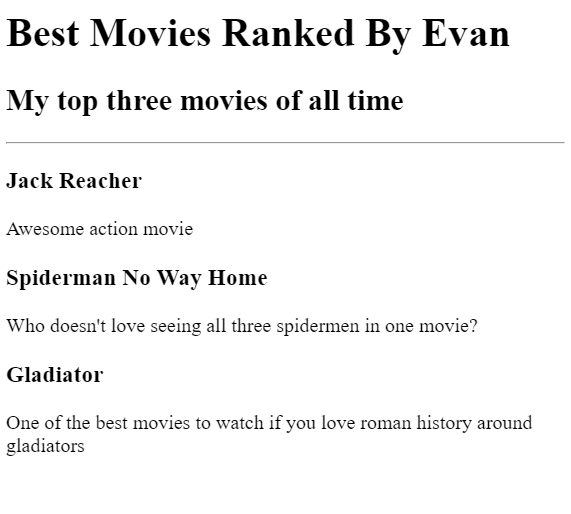 Best Movies Ranked By Evan
My top three movies of all time
Jack Reacher
Awesome action movie
Spiderman No Way Home
Who doesn't love seeing all three spidermen in one movie?
Gladiator
One of the best movies to watch if you love roman history around
gladiators